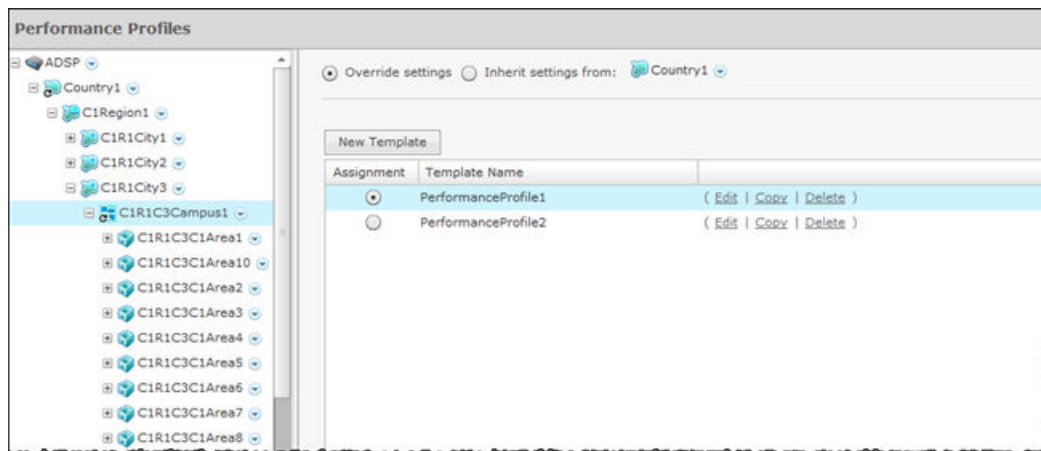 Performance Profiles
ADSP
Country1
C1Region1
C1R1City1
C1R1City2
C1R1City3
C1R1C3Campus1
C1R1C3C1Area1
C1R1C3C1Area10
C1R1C3C1Area2
C1R1C3C1Area3
C1R1C3C1Area4
C1R1C3C1Area5
C1R1C3C1Area6
C1R1C3C1Area7
C1R1C3C1Area8
Override settings Inherit settings from: Country1
New Template
Assignment Template Name
PerformanceProfile1 ( Edit | Copy | Delete )
PerformanceProfile2 ( Edit | Copy | Delete )